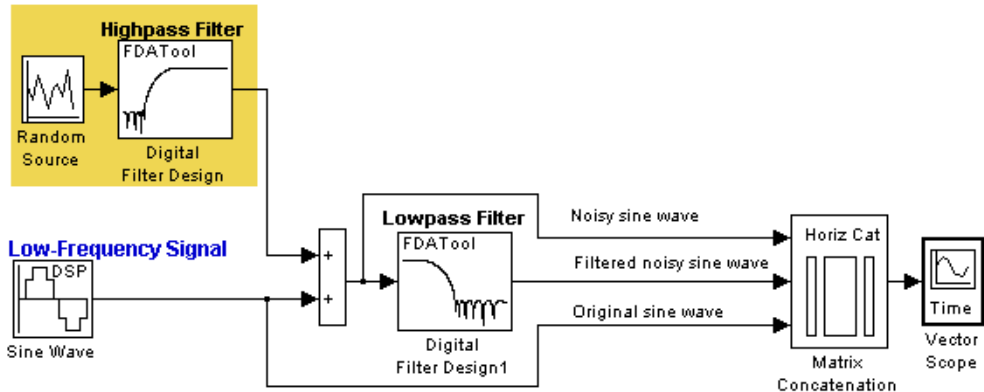 Highpass Filter
FDATool
Random
Source
Digital
Filter Design
Low-Frequency Signal
DSP
Sine Wave
+
+
Lowpass Filter
FDATool
Digital
Filter Design1
Noisy sine wave
Filtered noisy sine wave
Original sine wave
Horiz Cat
Matrix
Concatenation
Time
Vector
Scope